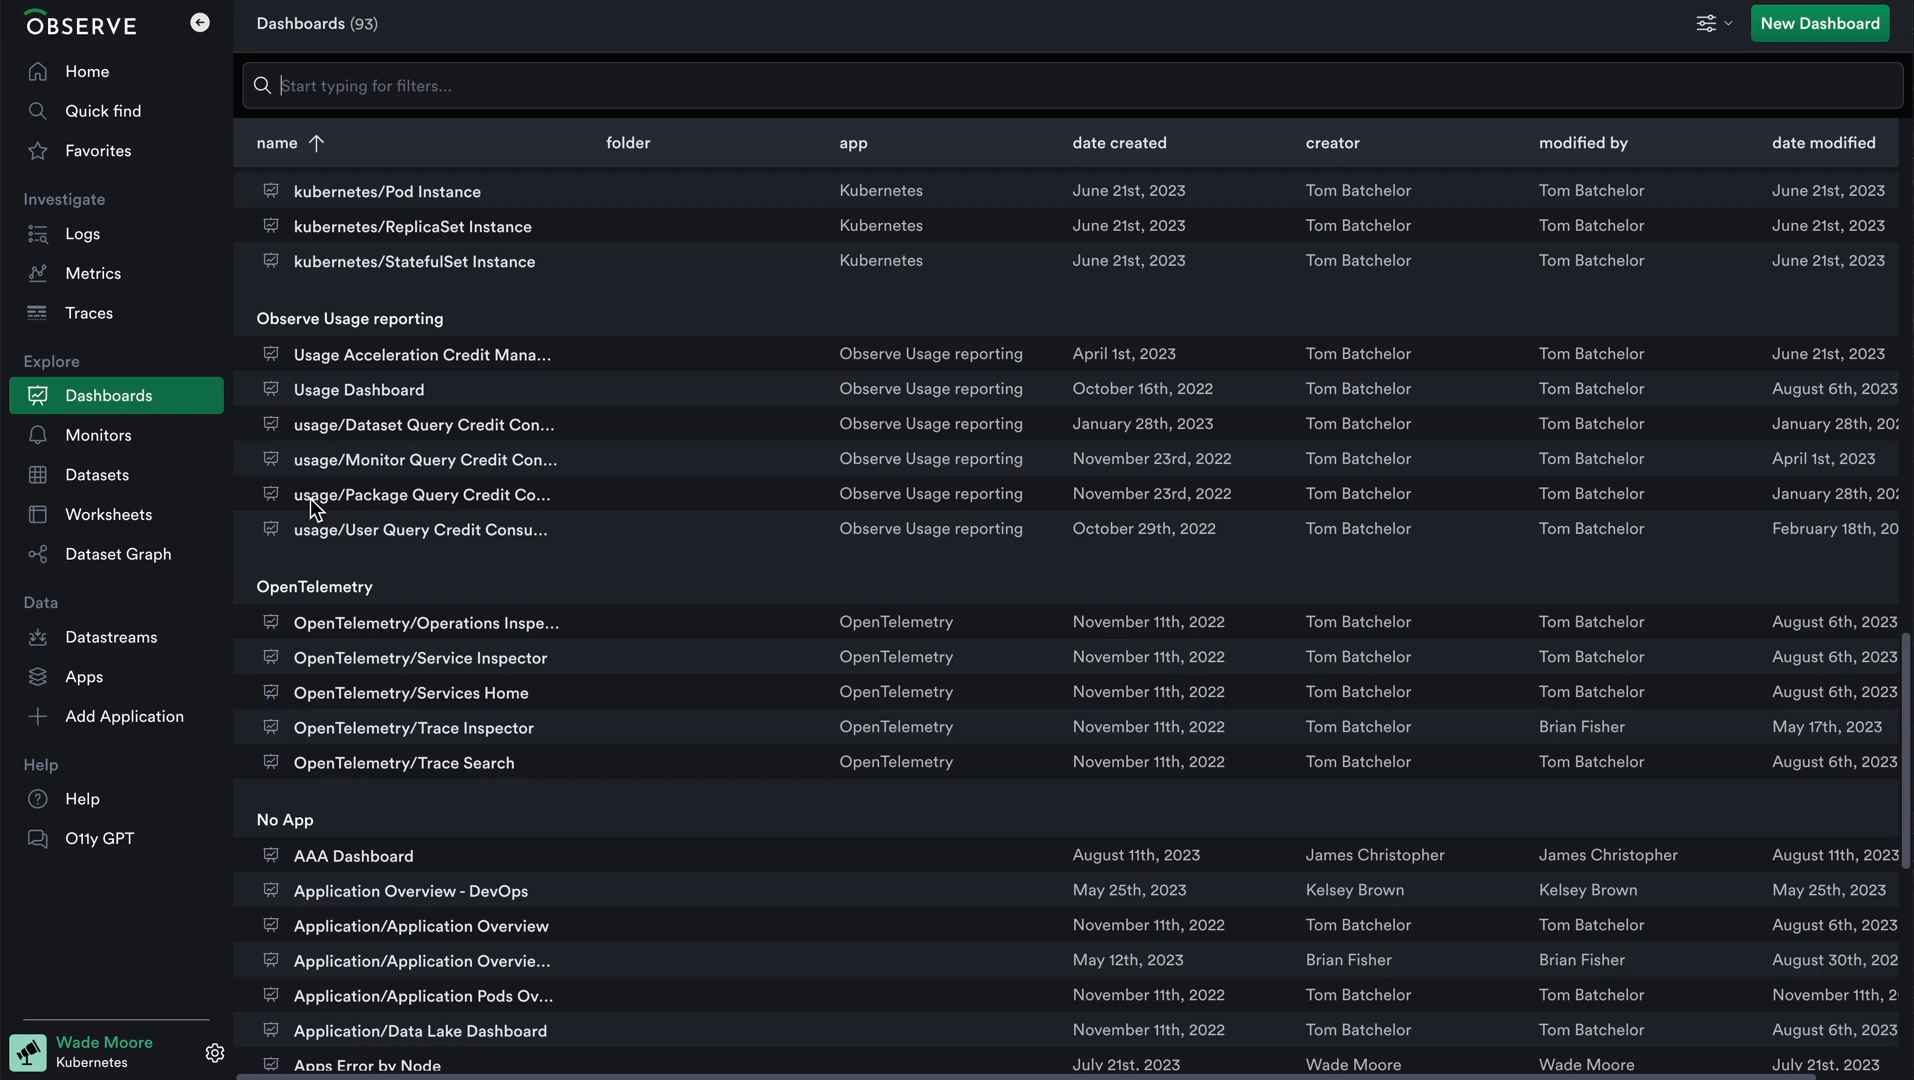 OBSERVE
Dashboards (93)
New Dashboard
Home
Quick find
Favorites
Investigate
Logs
Metrics
Traces
Explore
Dashboards
Monitors
Datasets
Worksheets
Dataset Graph
Data
Datastreams
Apps
Add Application
Help
Help
O11y GPT
Wade Moore
Kubernetes
Start typing for filters...
name folder app date created creator modified by date modified
kubernetes/Pod Instance Kubernetes June 21st, 2023 Tom Batchelor Tom Batchelor June 21st, 2023
kubernetes/ReplicaSet Instance Kubernetes June 21st, 2023 Tom Batchelor Tom Batchelor June 21st, 2023
kubernetes/StatefulSet Instance Kubernetes June 21st, 2023 Tom Batchelor Tom Batchelor June 21st, 2023
Observe Usage reporting
Usage Acceleration Credit Mana... Observe Usage reporting April 1st, 2023 Tom Batchelor Tom Batchelor June 21st, 2023
Usage Dashboard Observe Usage reporting October 16th, 2022 Tom Batchelor Tom Batchelor August 6th, 2023
usage/Dataset Query Credit Con... Observe Usage reporting January 28th, 2023 Tom Batchelor Tom Batchelor January 28th, 202
usage/Monitor Query Credit Con... Observe Usage reporting November 23rd, 2022 Tom Batchelor Tom Batchelor April 1st, 2023
usage/Package Query Credit Co... Observe Usage reporting November 23rd, 2022 Tom Batchelor Tom Batchelor January 28th, 202
usage/User Query Credit Consu... Observe Usage reporting October 29th, 2022 Tom Batchelor Tom Batchelor February 18th, 20
OpenTelemetry
OpenTelemetry/Operations Inspe... OpenTelemetry November 11th, 2022 Tom Batchelor Tom Batchelor August 6th, 2023
OpenTelemetry/Service Inspector OpenTelemetry November 11th, 2022 Tom Batchelor Tom Batchelor August 6th, 2023
OpenTelemetry/Services Home OpenTelemetry November 11th, 2022 Tom Batchelor Tom Batchelor August 6th, 2023
OpenTelemetry/Trace Inspector OpenTelemetry November 11th, 2022 Tom Batchelor Brian Fisher May 17th, 2023
OpenTelemetry/Trace Search OpenTelemetry November 11th, 2022 Tom Batchelor Tom Batchelor August 6th, 2023
No App
AAA Dashboard August 11th, 2023 James Christopher James Christopher August 11th, 2023
Application Overview - DevOps May 25th, 2023 Kelsey Brown Kelsey Brown May 25th, 2023
Application/Application Overview November 11th, 2022 Tom Batchelor Tom Batchelor August 6th, 2023
Application/Application Overvie... May 12th, 2023 Brian Fisher Brian Fisher August 30th, 202
Application/Application Pods Ov... November 11th, 2022 Tom Batchelor Tom Batchelor November 11th, 2
Application/Data Lake Dashboard November 11th, 2022 Tom Batchelor Tom Batchelor August 6th, 2023
Apps Error by Node July 21st, 2023 Wade Moore Wade Moore July 21st, 2023